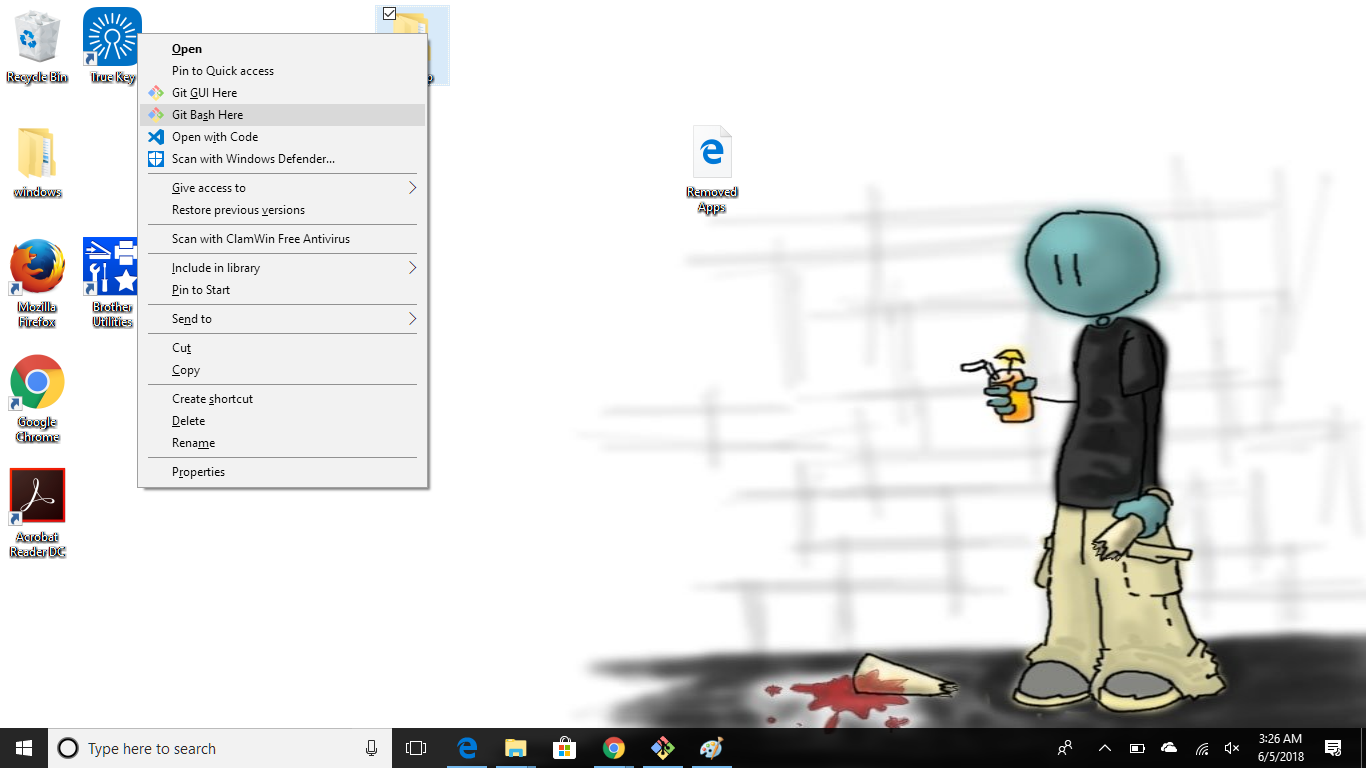 Recycle Bin
True Key
windows
Mozilla
Firefox
Brother
Utilities
Google
Chrome
Acrobat
Reader DC
Open
Pin to Quick access
Git GUI Here
Git Bash Here
Open with Code
Scan with Windows Defender...
Give access to
Restore previous versions
Scan with ClamWin Free Antivirus
Include in library
Pin to Start
Send to
Cut
Copy
Create shortcut
Delete
Rename
Properties
Removed
Apps
Type here to search
3:26 AM
6/5/2018